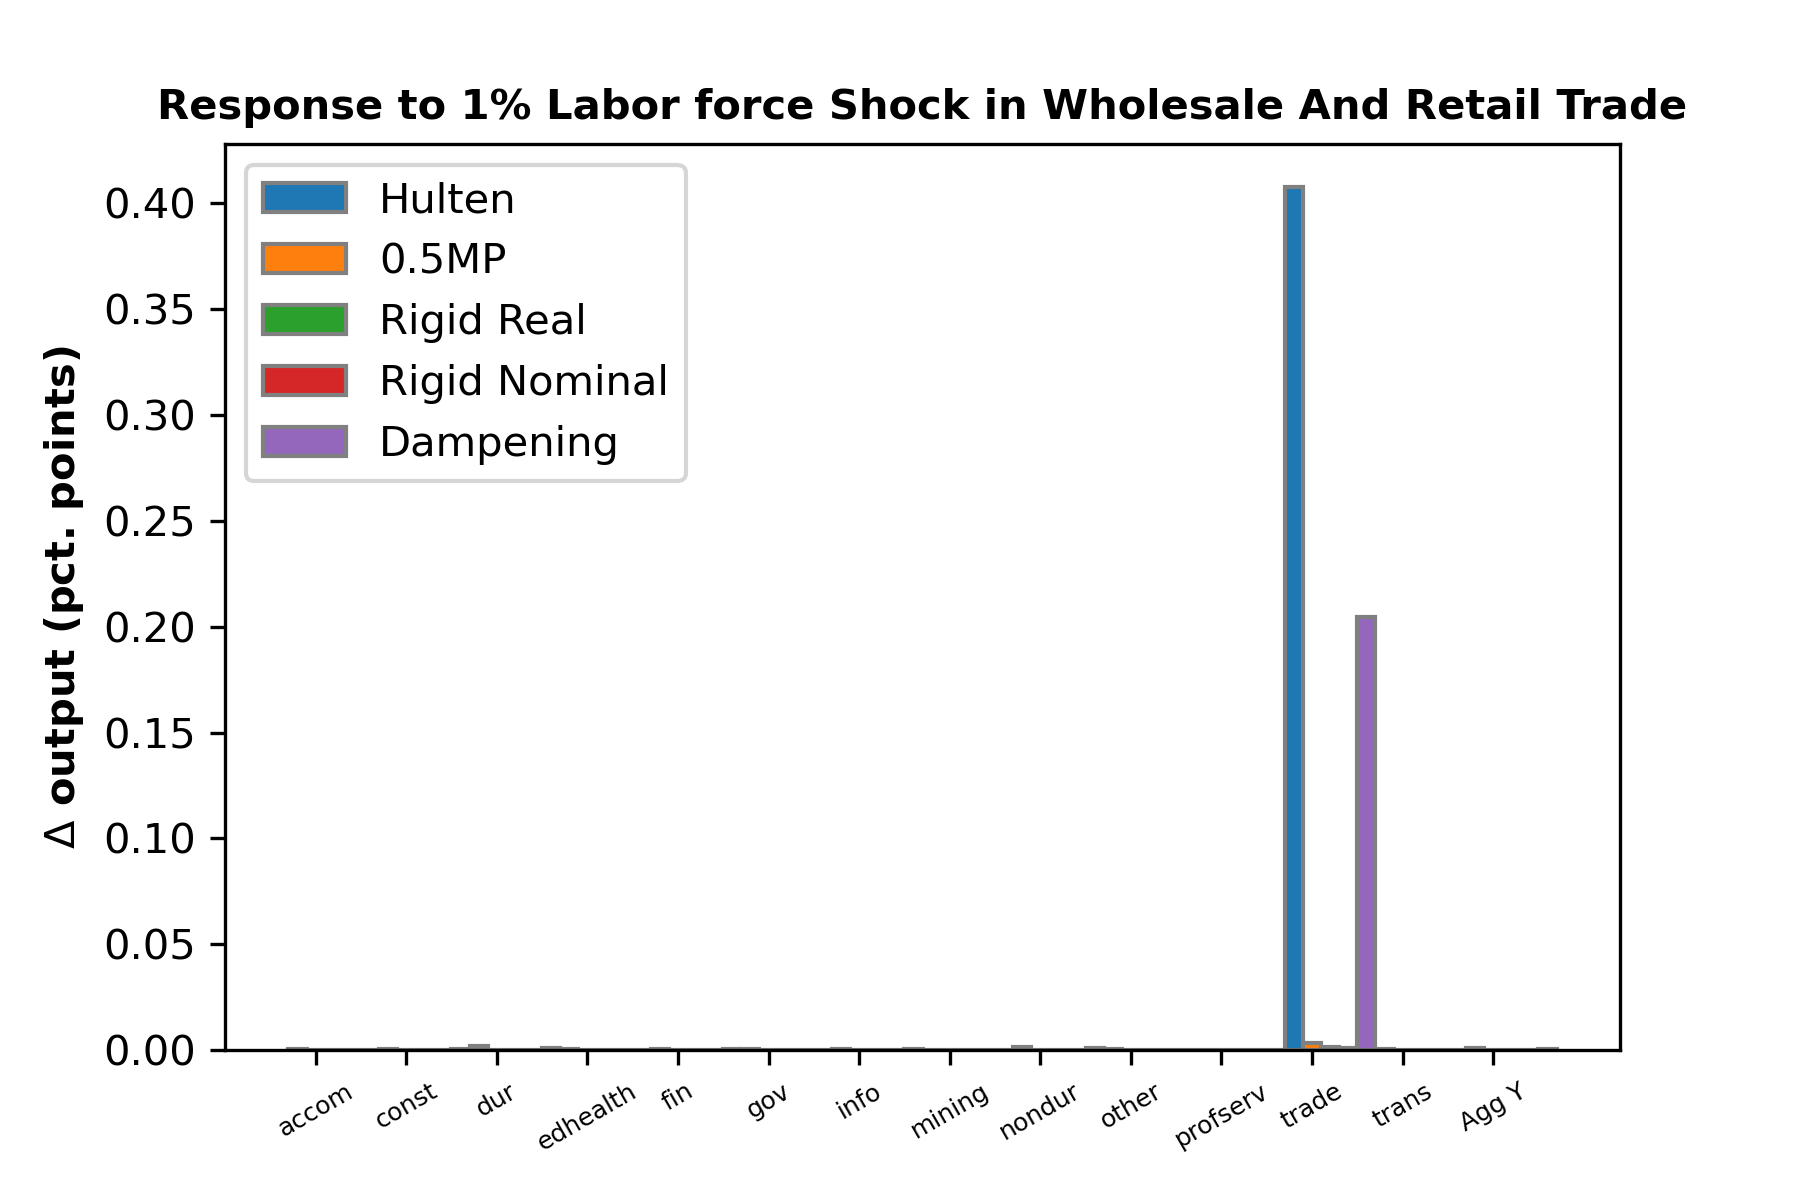 Response to 1% Labor force Shock in Wholesale And Retail Trade
Hulten
0.5MP
Rigid Real
Rigid Nominal
Dampening
Δ output (pct. points)
0.40
0.35
0.30
0.25
0.20
0.15
0.10
0.05
0.00
accom const dur edhealth fin gov info mining nondur other profserv trade trans Agg Y